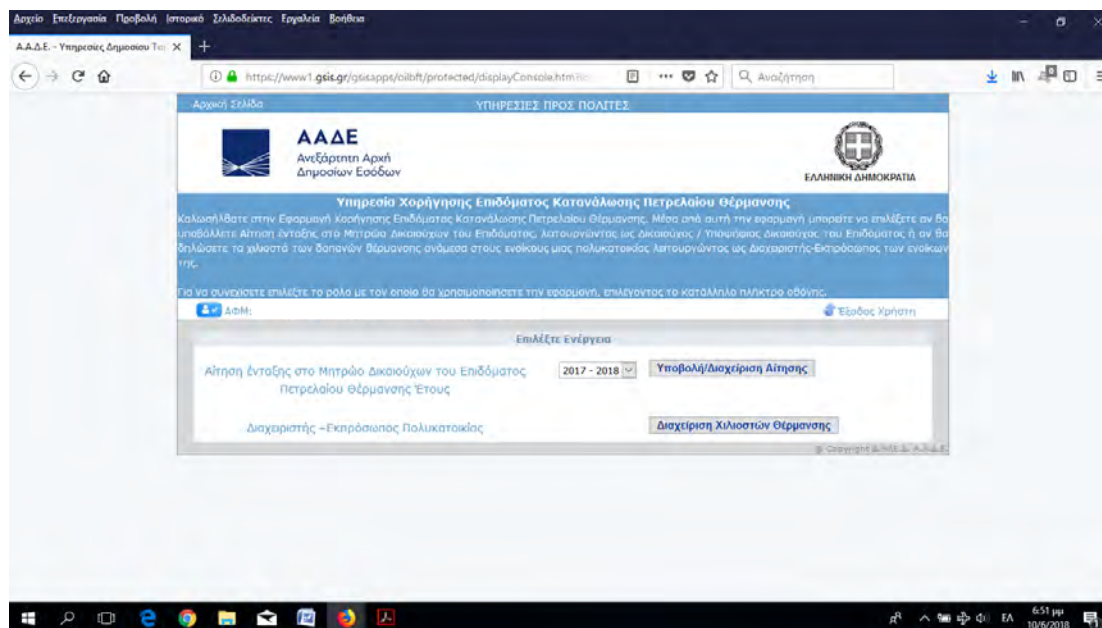 Αρχείο Επεξεργασία Προβολή Ιστορικό Σελιδοδείκτες Εργαλεία Βοήθεια
Α.Α.Δ.Ε. - Υπηρεσίες Δημοσίου
https://www1.gsis.gr/gsisapps/oilbft/protected/displayConsole.htm
Αναζήτηση
Αρχική Σελίδα
ΥΠΗΡΕΣΙΕΣ ΠΡΟΣ ΠΟΛΙΤΕΣ
ΑΑΔΕ
Ανεξάρτητη Αρχή
Δημοσίων Εσόδων
ΕΛΛΗΝΙΚΗ ΔΗΜΟΚΡΑΤΙΑ
Υπηρεσία Χορήγησης Επιδόματος Κατανάλωσης Πετρελαίου Θέρμανσης
Καλωσήλθατε στην Εφαρμογή Χορήγησης Επιδόματος Κατανάλωσης Πετρελαίου Θέρμανσης. Μέσα από αυτή την εφαρμογή μπορείτε να επιλέξετε αν θα
υποβάλλετε Αίτηση ένταξης στο Μητρώο Δικαιούχων του Επιδόματος, λειτουργώντας ως Δικαιούχος / Υποψήφιος Δικαιούχος του Επιδόματος ή αν θα
δηλώσετε τα χιλιοστά των δαπανών θέρμανσης ανάμεσα στους ενοίκους μιας πολυκατοικίας λειτουργώντας ως Διαχειριστής-Εκπρόσωπος των ενοίκων
της.
Για να συνεχίσετε επιλέξτε το ρόλο με τον οποίο θα χρησιμοποιήσετε την εφαρμογή, επιλέγοντας το κατάλληλο πλήκτρο οθόνης.
ΑΦΜ:
Έξοδος Χρήστη
Επιλέξτε Ενέργεια
Αίτηση ένταξης στο Μητρώο Δικαιούχων του Επιδόματος
Πετρελαίου Θέρμανσης Έτους
2017 - 2018
Υποβολή/Διαχείριση Αίτησης
Διαχειριστής –Εκπρόσωπος Πολυκατοικίας
Διαχείριση Χιλιοστών Θέρμανσης
@ Copyright
ΕΛ
6:51 μμ
10/6/2018